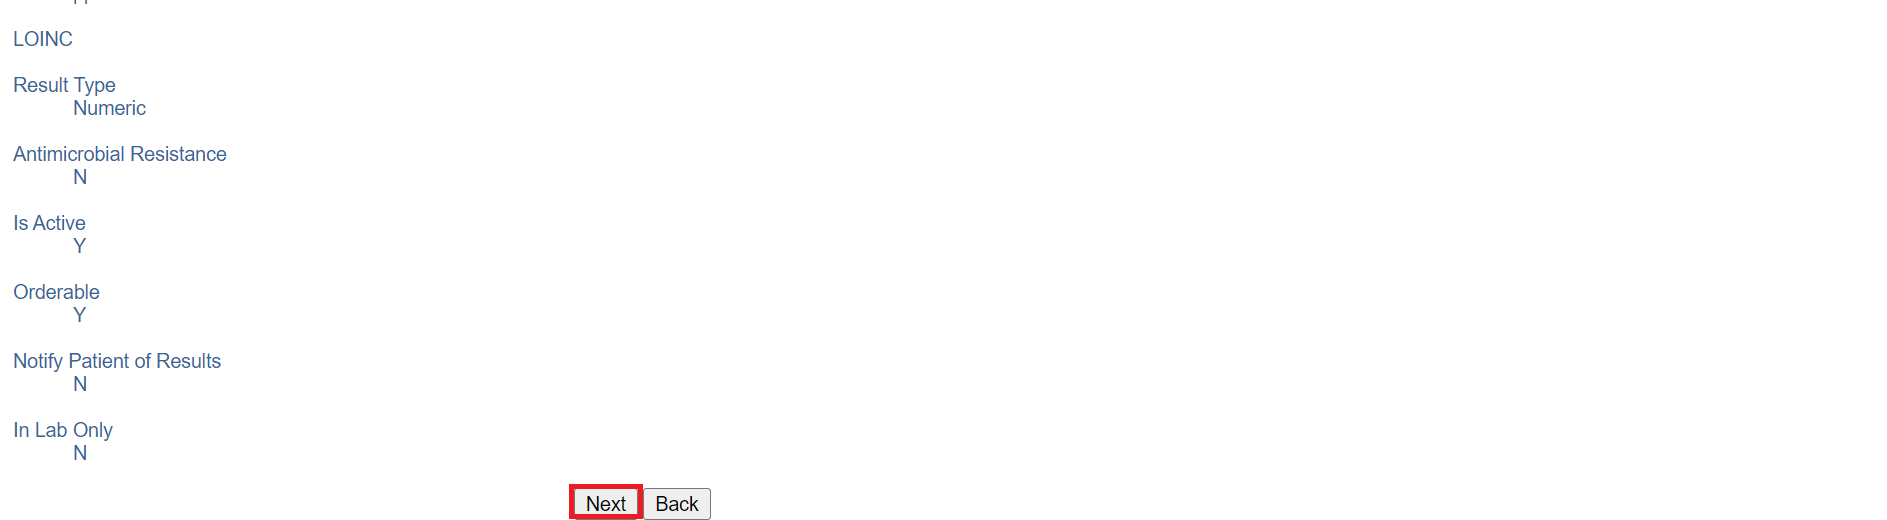 LOINC
Result Type
Numeric
Antimicrobial Resistance
N
Is Active
Y
Orderable
Y
Notify Patient of Results
N
In Lab Only
N
Next Back